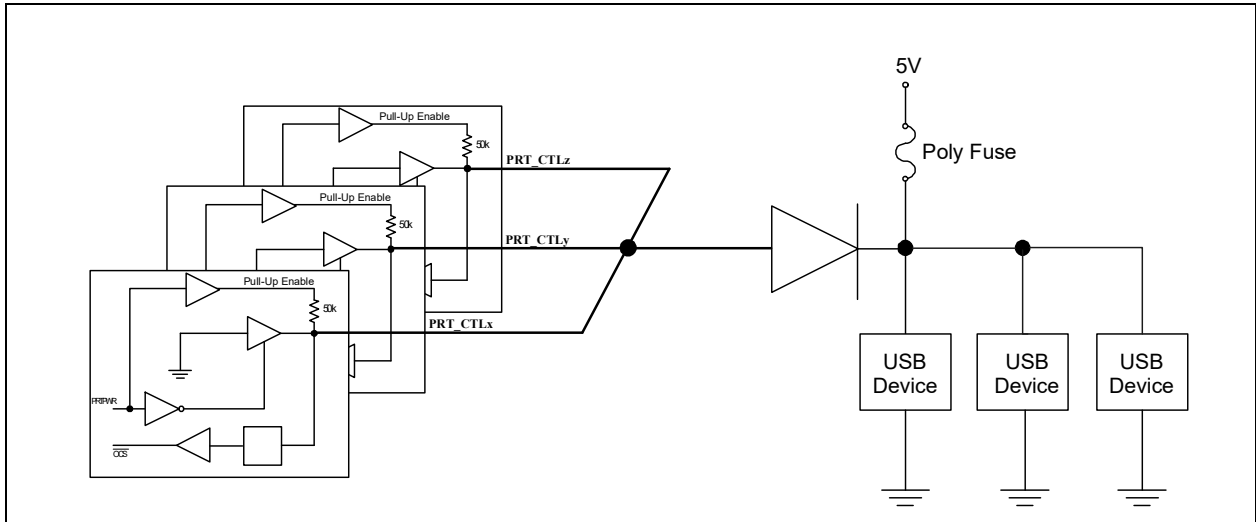 5V
Poly Fuse
Pull-Up Enable
50k
PRT_CTLz
Pull-Up Enable
50k
PRT_CTLy
Pull-Up Enable
50k
PRT_CTLx
PRTPWR
OCS
USB
Device
USB
Device
USB
Device